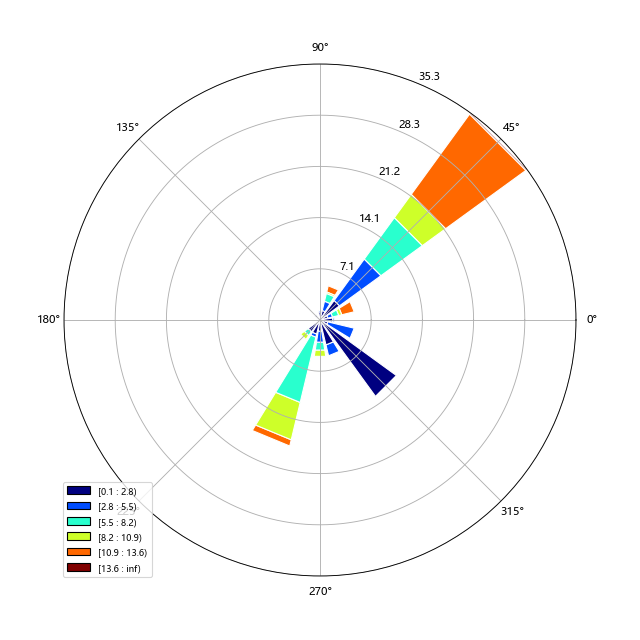 90°
35.3
28.3
135°
45°
21.2
14.1
7.1
180°
0°
[0.1 : 2.8)
[2.8 : 5.5)
225°
315°
[5.5 : 8.2)
[8.2 : 10.9)
[10.9 : 13.6)
[13.6 : inf)
270°